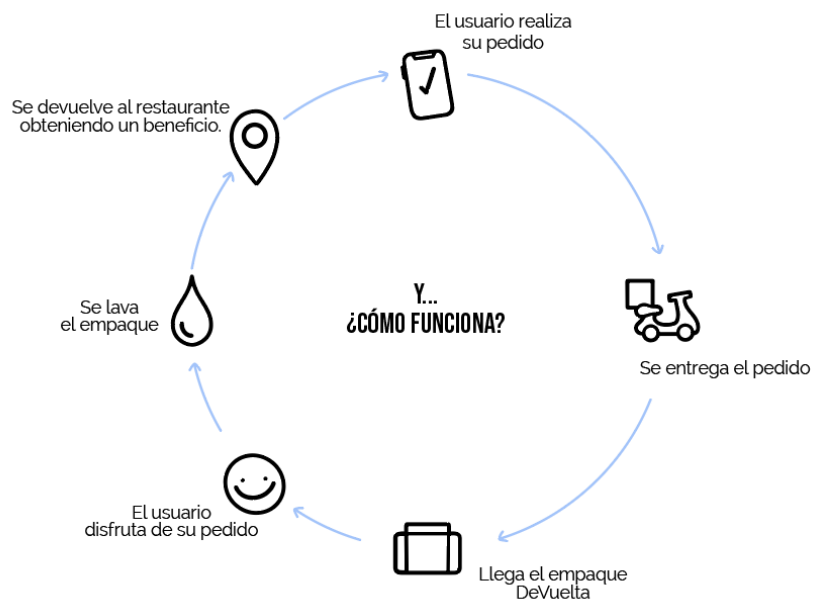 El usuario realiza
su pedido
Se devuelve al restaurante
obteniendo un beneficio.
Y...
¿CÓMO FUNCIONA?
Se lava
el empaque
Se entrega el pedido
El usuario
disfruta de su pedido
Llega el empaque
DeVuelta